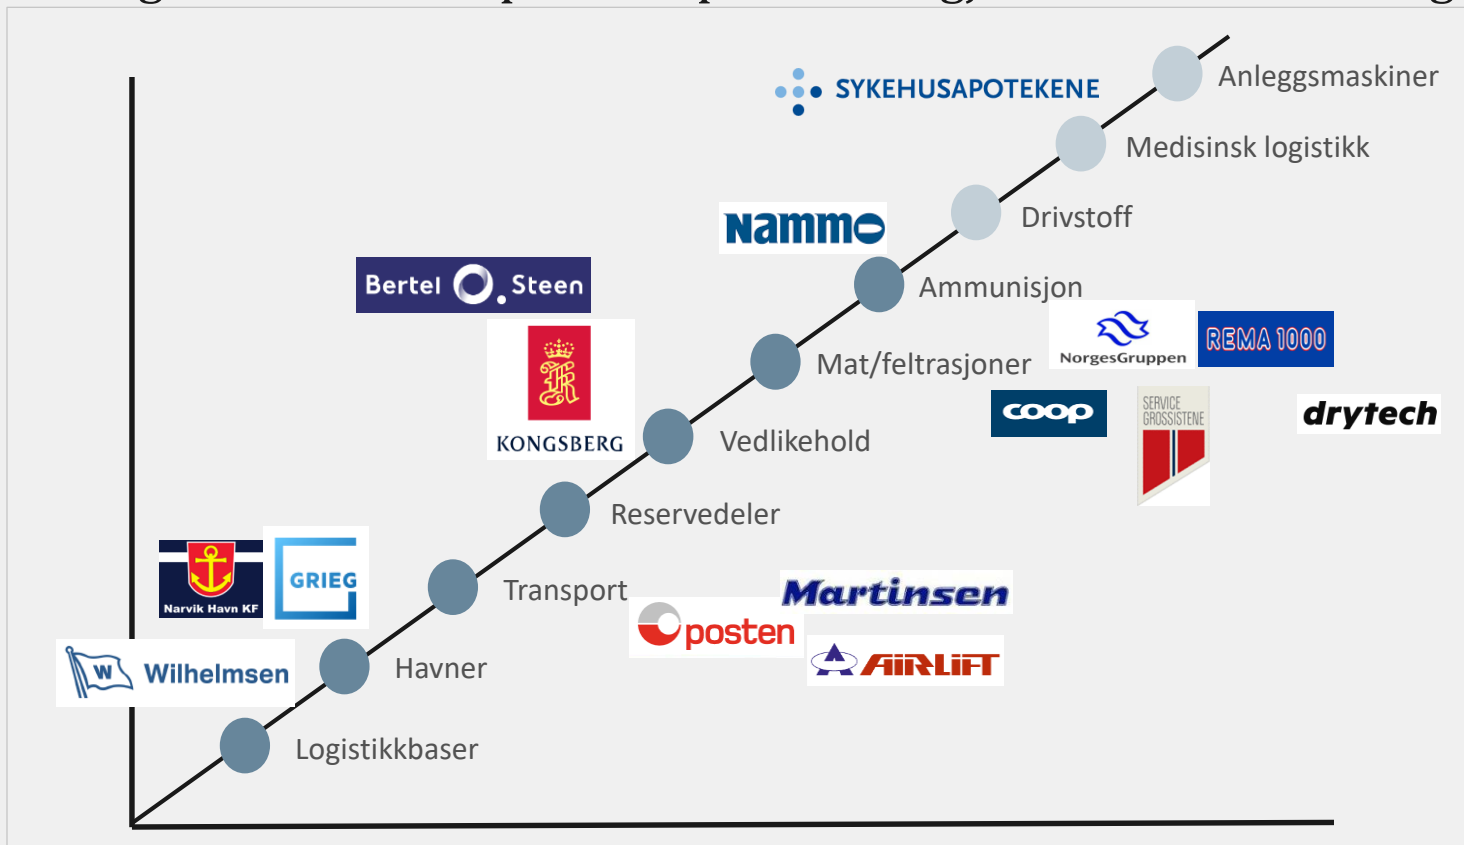 SYKEHUSAPOTEKENE
Anleggsmaskiner
Medisinsk logistikk
Drivstoff
Nammo
Ammunisjon
Bertel O. Steen
NorgesGruppen
REMA 1000
Mat/feltrasjoner
KONGSBERG
coop
SERVICE
GROSSISTENE
drytech
Vedlikehold
Reservedeler
Narvik Havn KF
GRIEG
Transport
Martinsen
posten
AIRLIFT
W
Wilhelmsen
Havner
Logistikkbaser